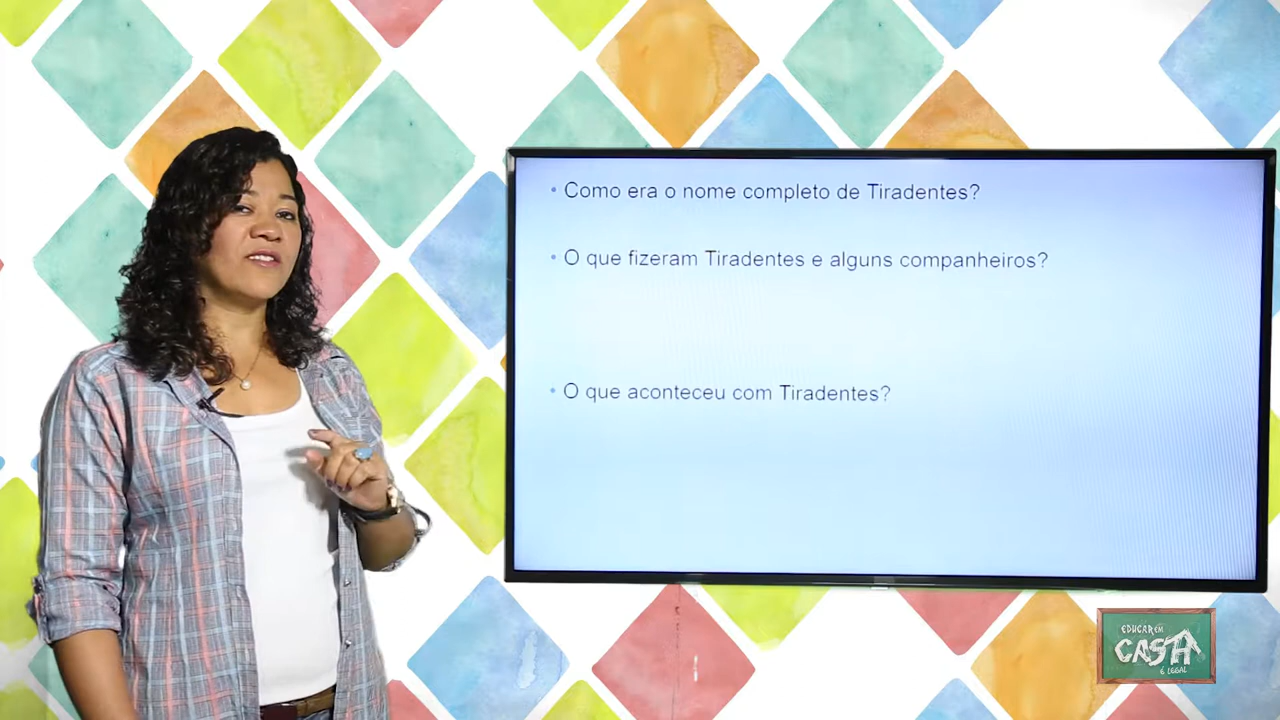 • Como era o nome completo de Tiradentes?
• O que fizeram Tiradentes e alguns companheiros?
• O que aconteceu com Tiradentes?
EDUCAR EM
CASA
É LEGAL